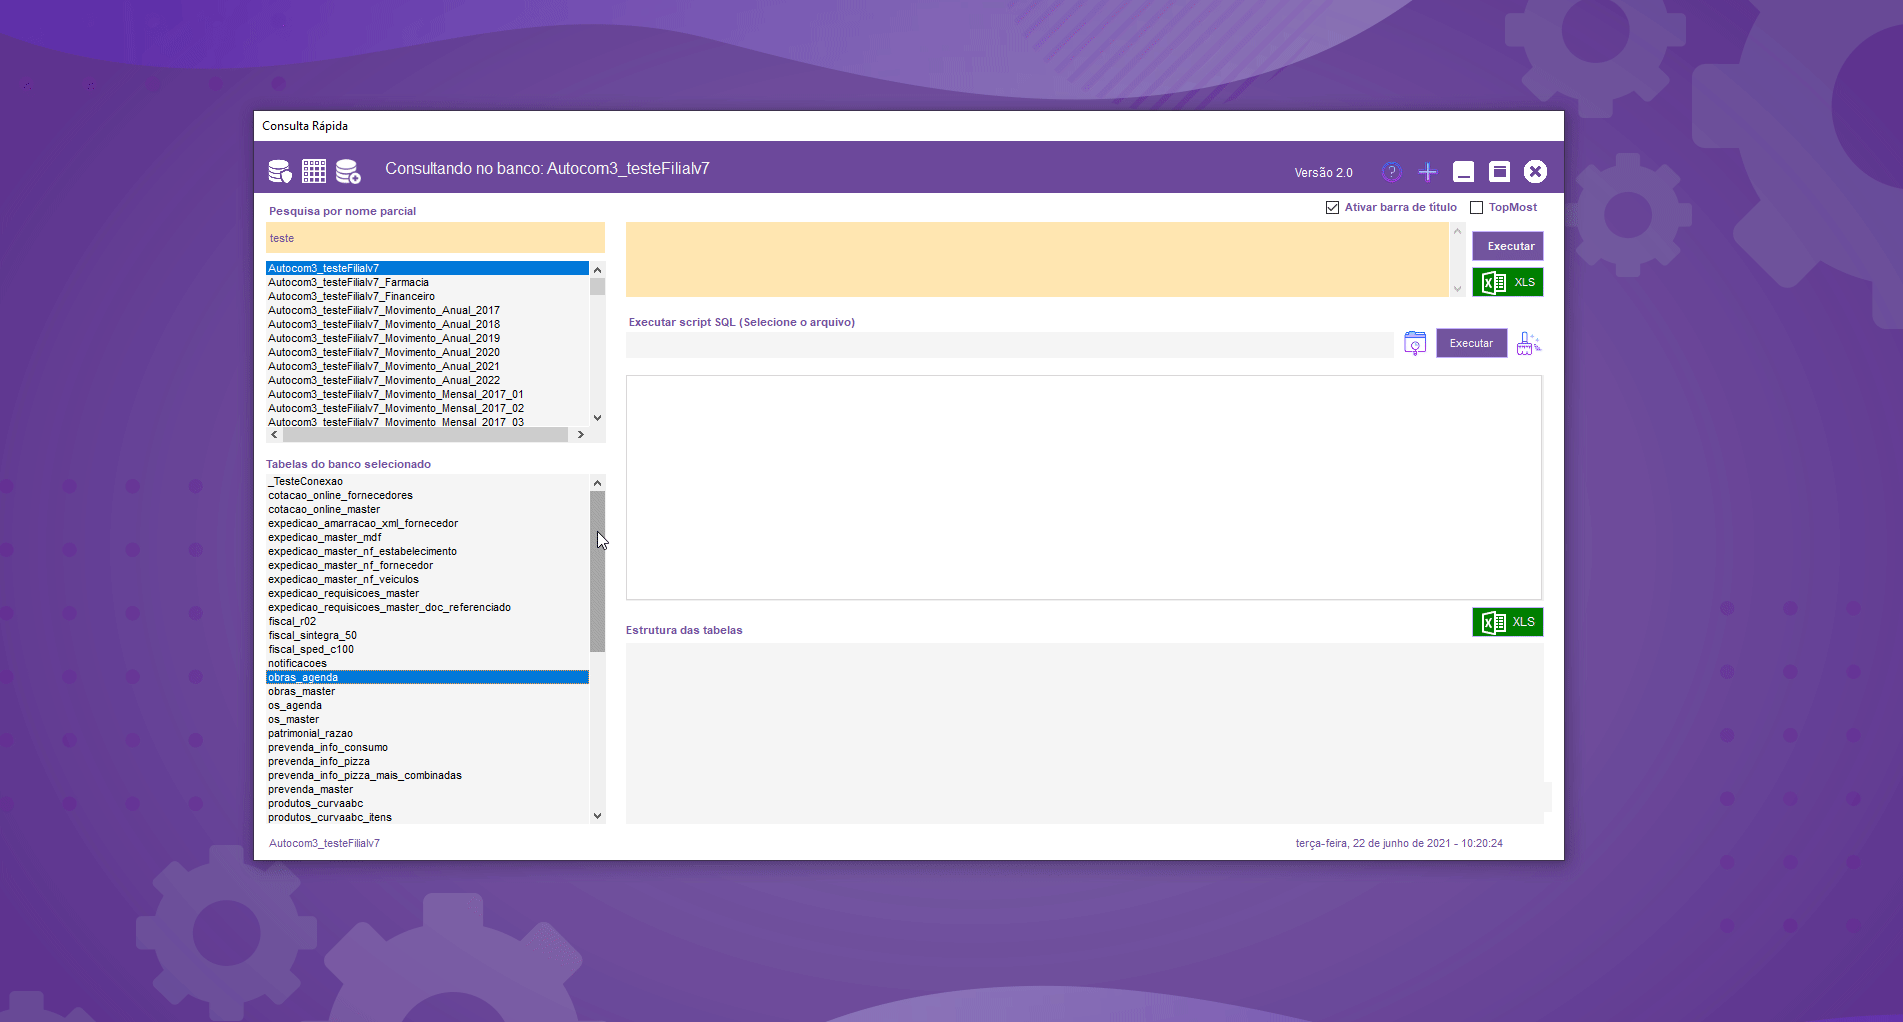 Consulta Rápida
Consultando no banco: Autocom3_testeFilialv7
Versão 2.0
?
Pesquisa por nome parcial
Ativar barra de título
TopMost
teste
Executar
XLS
Autocom3_testeFilialv7
Autocom3_testeFilialv7_Farmacia
Autocom3_testeFilialv7_Financeiro
Autocom3_testeFilialv7_Movimento_Anual_2017
Autocom3_testeFilialv7_Movimento_Anual_2018
Autocom3_testeFilialv7_Movimento_Anual_2019
Autocom3_testeFilialv7_Movimento_Anual_2020
Autocom3_testeFilialv7_Movimento_Anual_2021
Autocom3_testeFilialv7_Movimento_Anual_2022
Autocom3_testeFilialv7_Movimento_Mensal_2017_01
Autocom3_testeFilialv7_Movimento_Mensal_2017_02
Autocom3_testeFilialv7_Movimento_Mensal_2017_03
Executar script SQL (Selecione o arquivo)
Executar
Tabelas do banco selecionado
_TesteConexao
cotacao_online_fornecedores
cotacao_online_master
expedicao_amarracao_xml_fornecedor
expedicao_master_mdf
expedicao_master_nf_estabelecimento
expedicao_master_nf_fornecedor
expedicao_master_nf_veiculos
expedicao_requisicoes_master
expedicao_requisicoes_master_doc_referenciado
fiscal_r02
fiscal_sintegra_50
fiscal_sped_c100
notificacoes
obras_agenda
obras_master
os_agenda
os_master
patrimonial_razao
prevenda_info_consumo
prevenda_info_pizza
prevenda_info_pizza_mais_combinadas
prevenda_master
produtos_curvaabc
produtos_curvaabc_itens
XLS
Estrutura das tabelas
Autocom3_testeFilialv7
terça-feira, 22 de junho de 2021 - 10:20:24